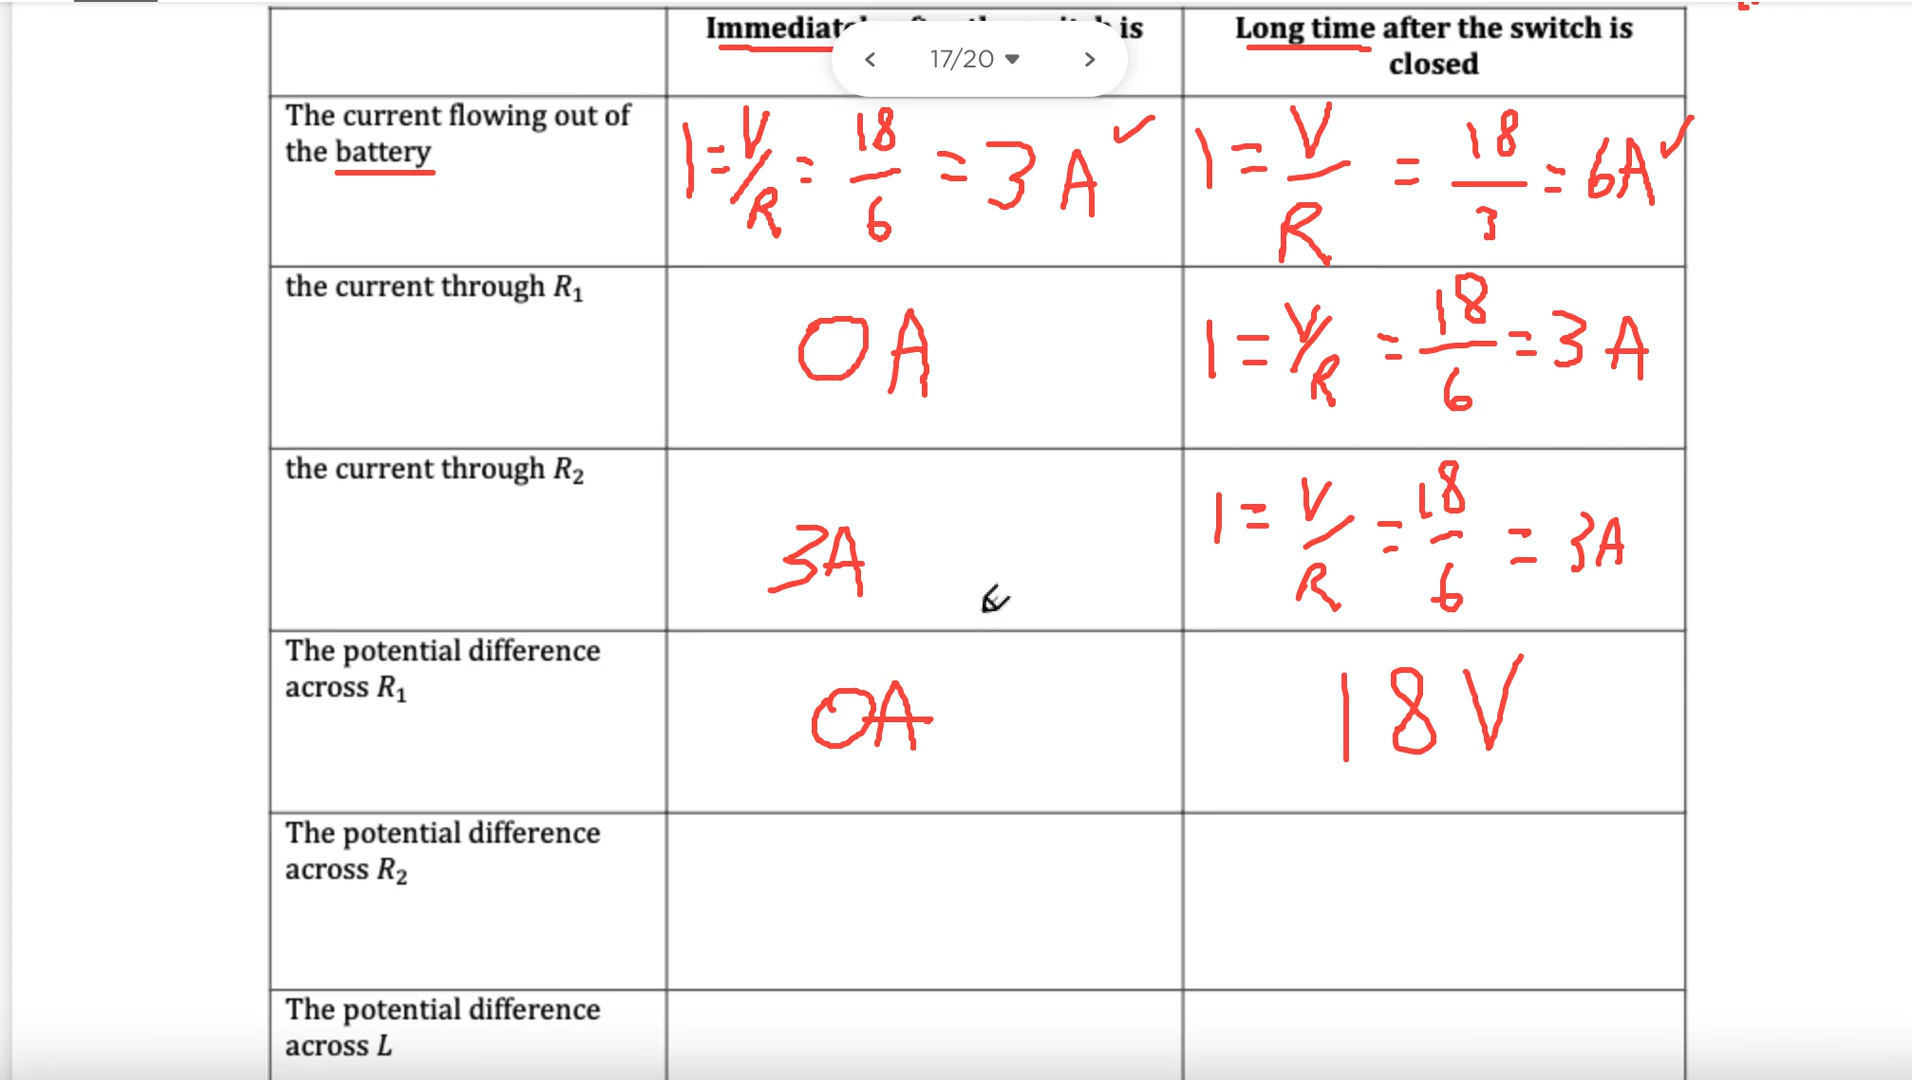 Immediat is
17/20
Long time after the switch is
closed
The current flowing out of
the battery
I = V/R = 18/6 = 3 A ✓
I = V/R = 18/3 = 6A ✓
the current through R₁
0 A
I = V/R = 18/6 = 3 A
the current through R₂
3A
I = V/R = 18/6 = 3A
The potential difference
across R₁
0A
18 V
The potential difference
across R₂
The potential difference
across L